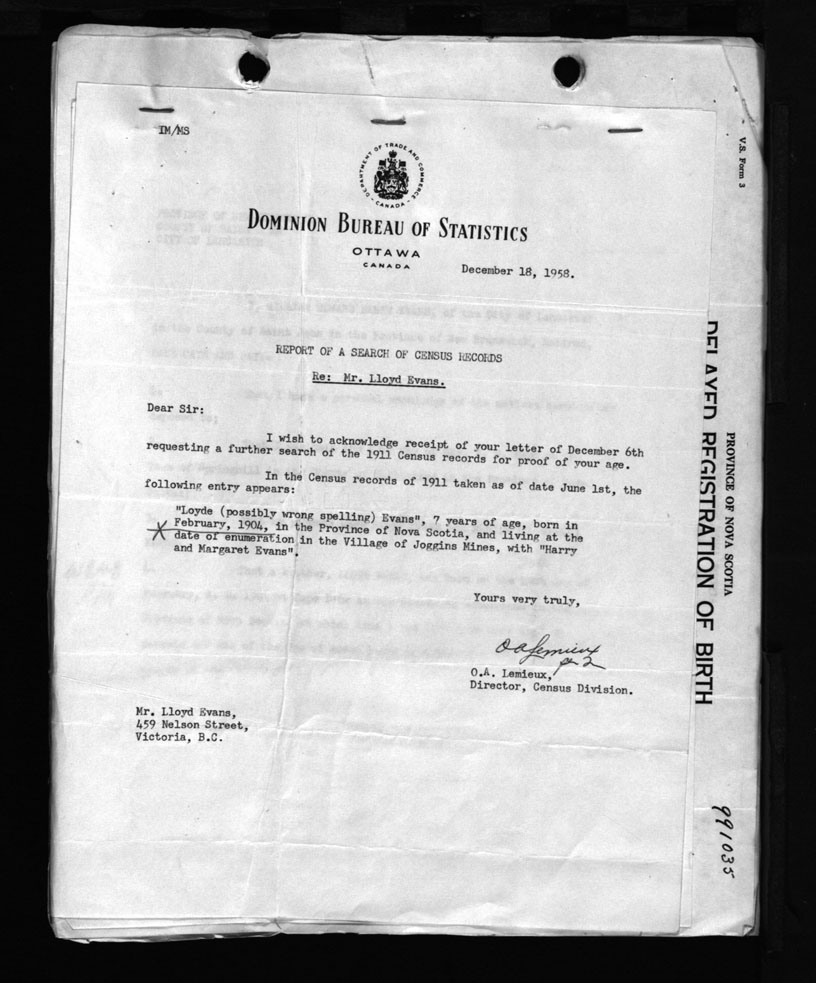 IM/MS
DEPARTMENT OF TRADE AND COMMERCE
CANADA
DOMINION BUREAU OF STATISTICS
OTTAWA
CANADA
December 18, 1958.
REPORT OF A SEARCH OF CENSUS RECORDS
Re: Mr. Lloyd Evans.
Dear Sir:
I wish to acknowledge receipt of your letter of December 6th
requesting a further search of the 1911 Census records for proof of your age.
In the Census records of 1911 taken as of date June 1st, the
following entry appears:
"Loyde (possibly wrong spelling) Evans", 7 years of age, born in
February, 1904, in the Province of Nova Scotia, and living at the
date of enumeration in the Village of Joggins Mines, with "Harry
and Margaret Evans".
Yours very truly,
O A Lemieux
O.A. Lemieux,
Director, Census Division.
Mr. Lloyd Evans,
459 Nelson Street,
Victoria, B.C.
V.S. Form 3
PROVINCE OF NOVA SCOTIA
DELAYED REGISTRATION OF BIRTH
991035